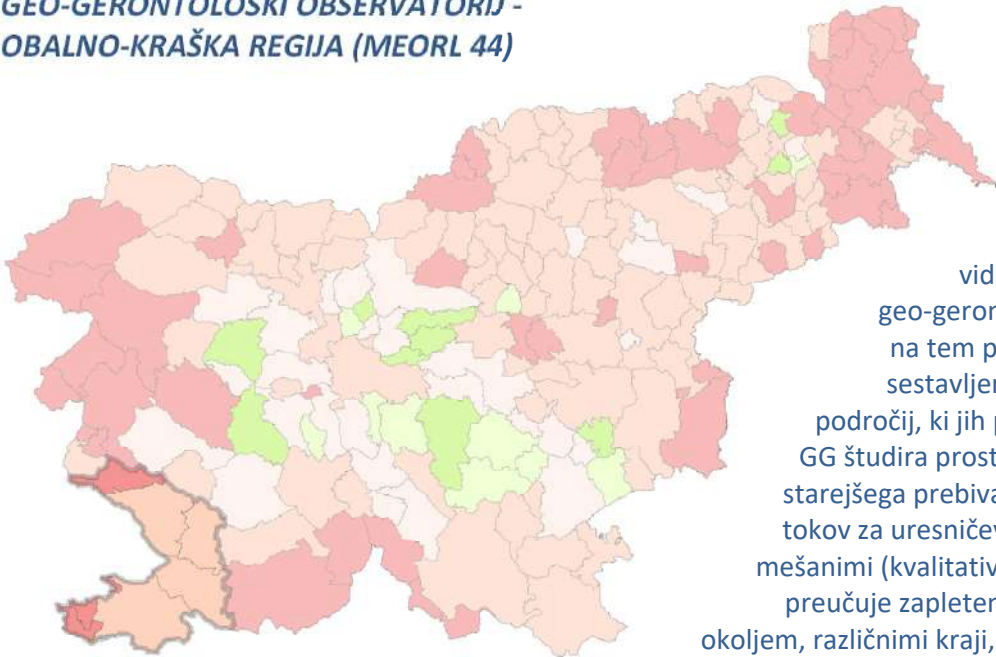 GEO-GERONTOLOŠKI OBSERVATORIJ -
OBALNO-KRAŠKA REGIJA (MEORL 44)
vid
geo-geron
na tem p
sestavljen
področij, ki jih p
GG študira prost
starejšega prebiva
tokov za uresničev
mešanimi (kvalitativ
preučuje zapleten
okoljem, različnimi kraji,